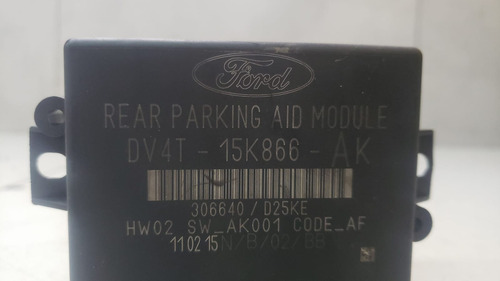 Ford
REAR PARKING AID MODULE
DV4T - 15K866 - AK
306640 / D25KE
HW02 SW_AK001 CODE_AF
110215N/B/02/BB